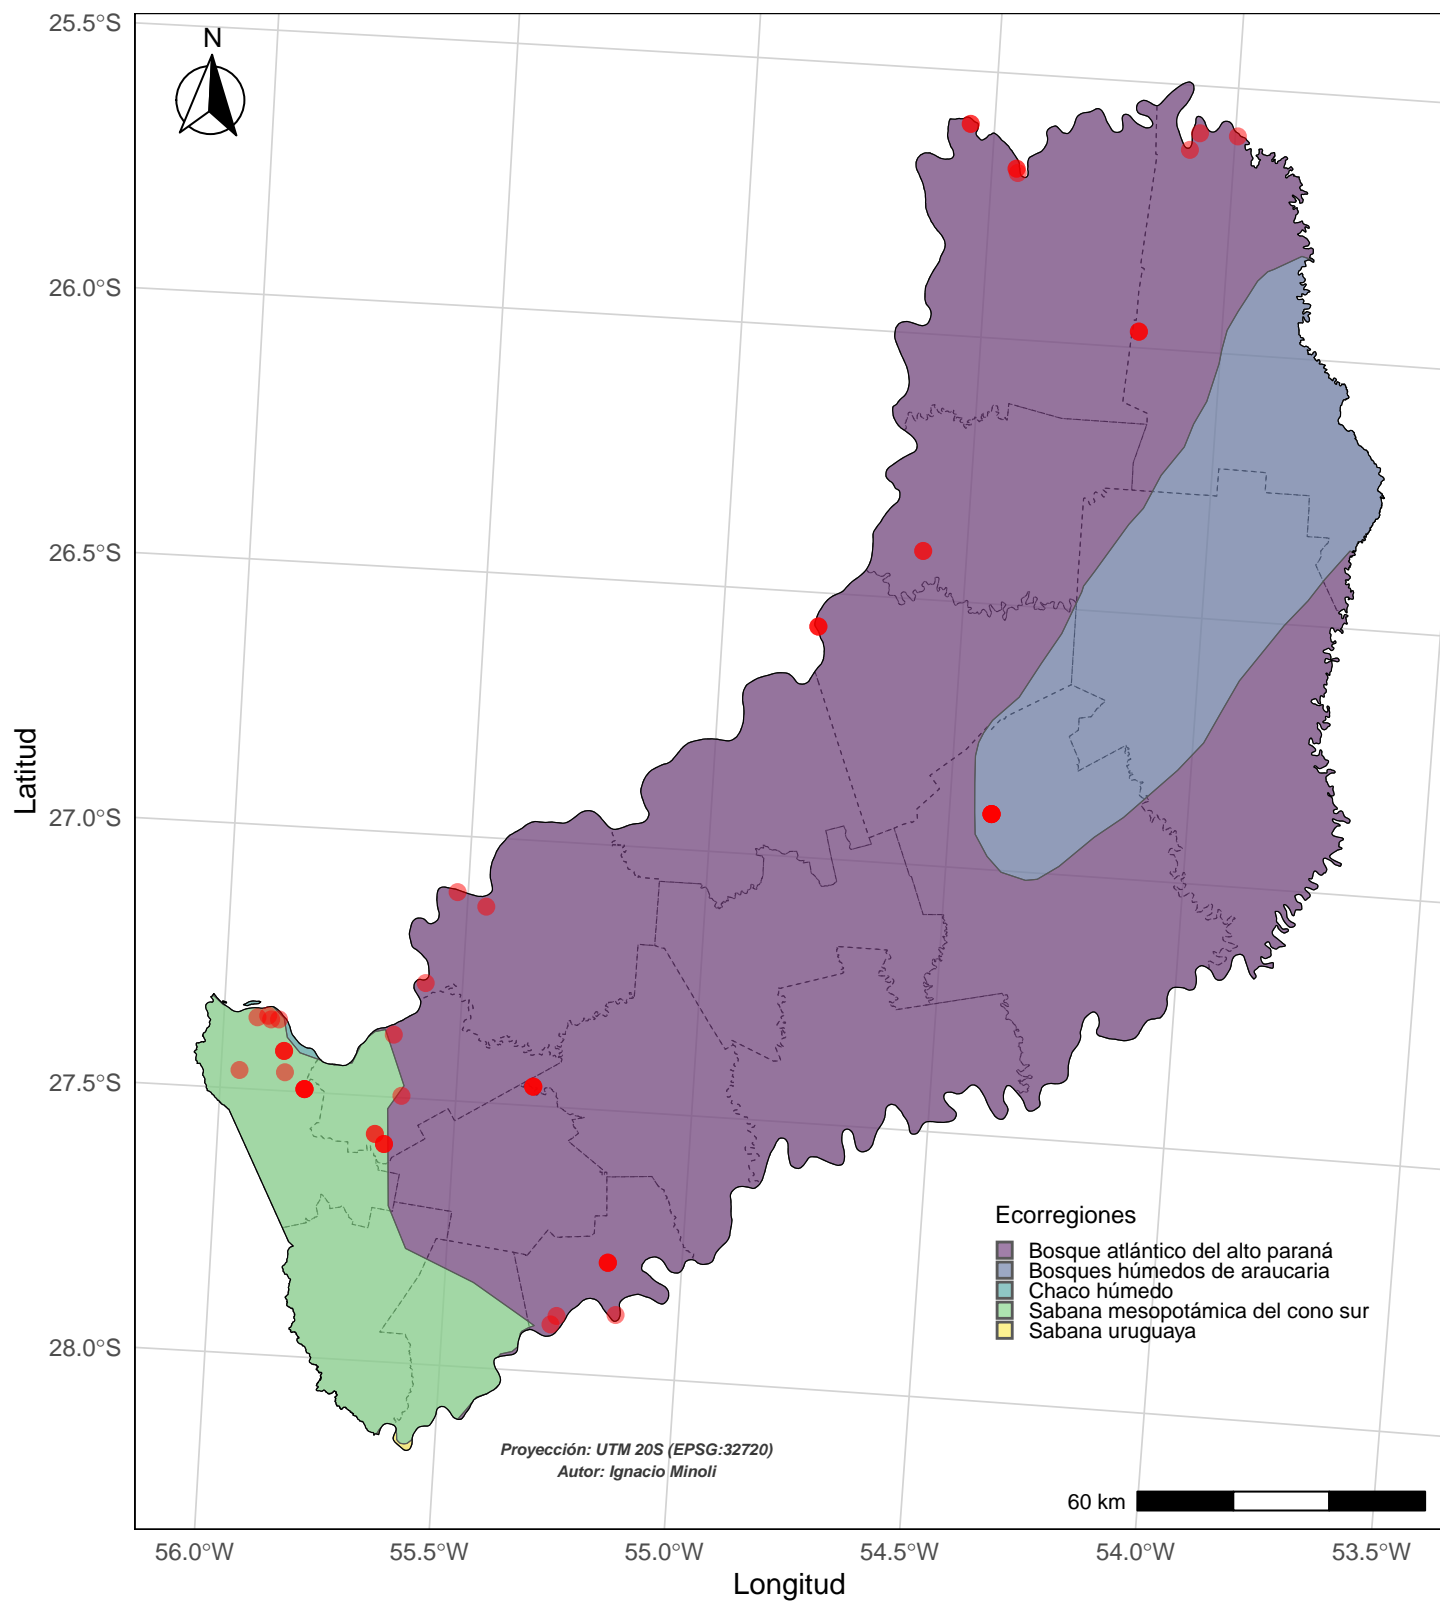 25.5°S
N
26.0°S
26.5°S
Latitud
27.0°S
27.5°S
28.0°S
Ecorregiones
Bosque atlántico del alto paraná
Bosques húmedos de araucaria
Chaco húmedo
Sabana mesopotámica del cono sur
Sabana uruguaya
Proyección: UTM 20S (EPSG:32720)
Autor: Ignacio Minoli
60 km
56.0°W 55.5°W 55.0°W 54.5°W 54.0°W 53.5°W
Longitud